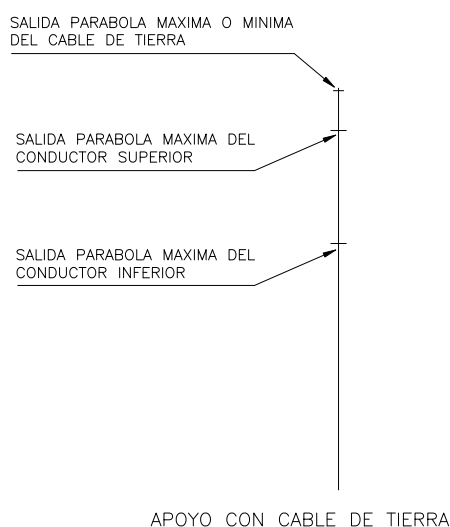 SALIDA PARABOLA MAXIMA O MINIMA
DEL CABLE DE TIERRA
SALIDA PARABOLA MAXIMA DEL
CONDUCTOR SUPERIOR
SALIDA PARABOLA MAXIMA DEL
CONDUCTOR INFERIOR
APOYO CON CABLE DE TIERRA